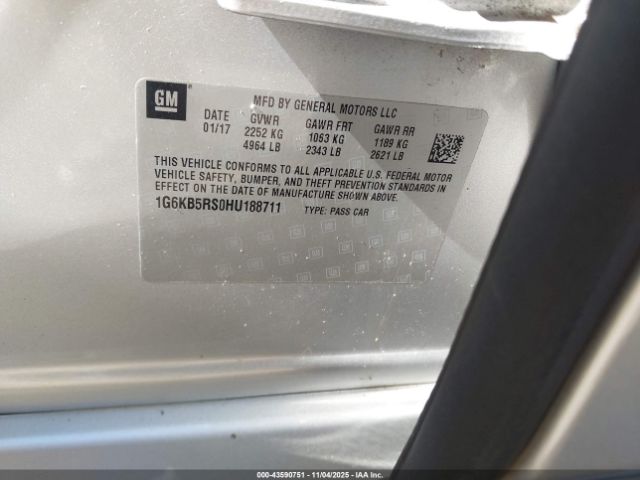 GM
MFD BY GENERAL MOTORS LLC
DATE GVWR GAWR FRT GAWR RR
01/17 2252 KG 1063 KG 1189 KG
4964 LB 2343 LB 2621 LB
THIS VEHICLE CONFORMS TO ALL APPLICABLE U.S. FEDERAL MOTOR
VEHICLE SAFETY, BUMPER, AND THEFT PREVENTION STANDARDS IN
EFFECT ON THE DATE OF MANUFACTURE SHOWN ABOVE.
1G6KB5RS0HU188711 TYPE: PASS CAR
000-43590751 - 11/04/2025 - IAAI.com